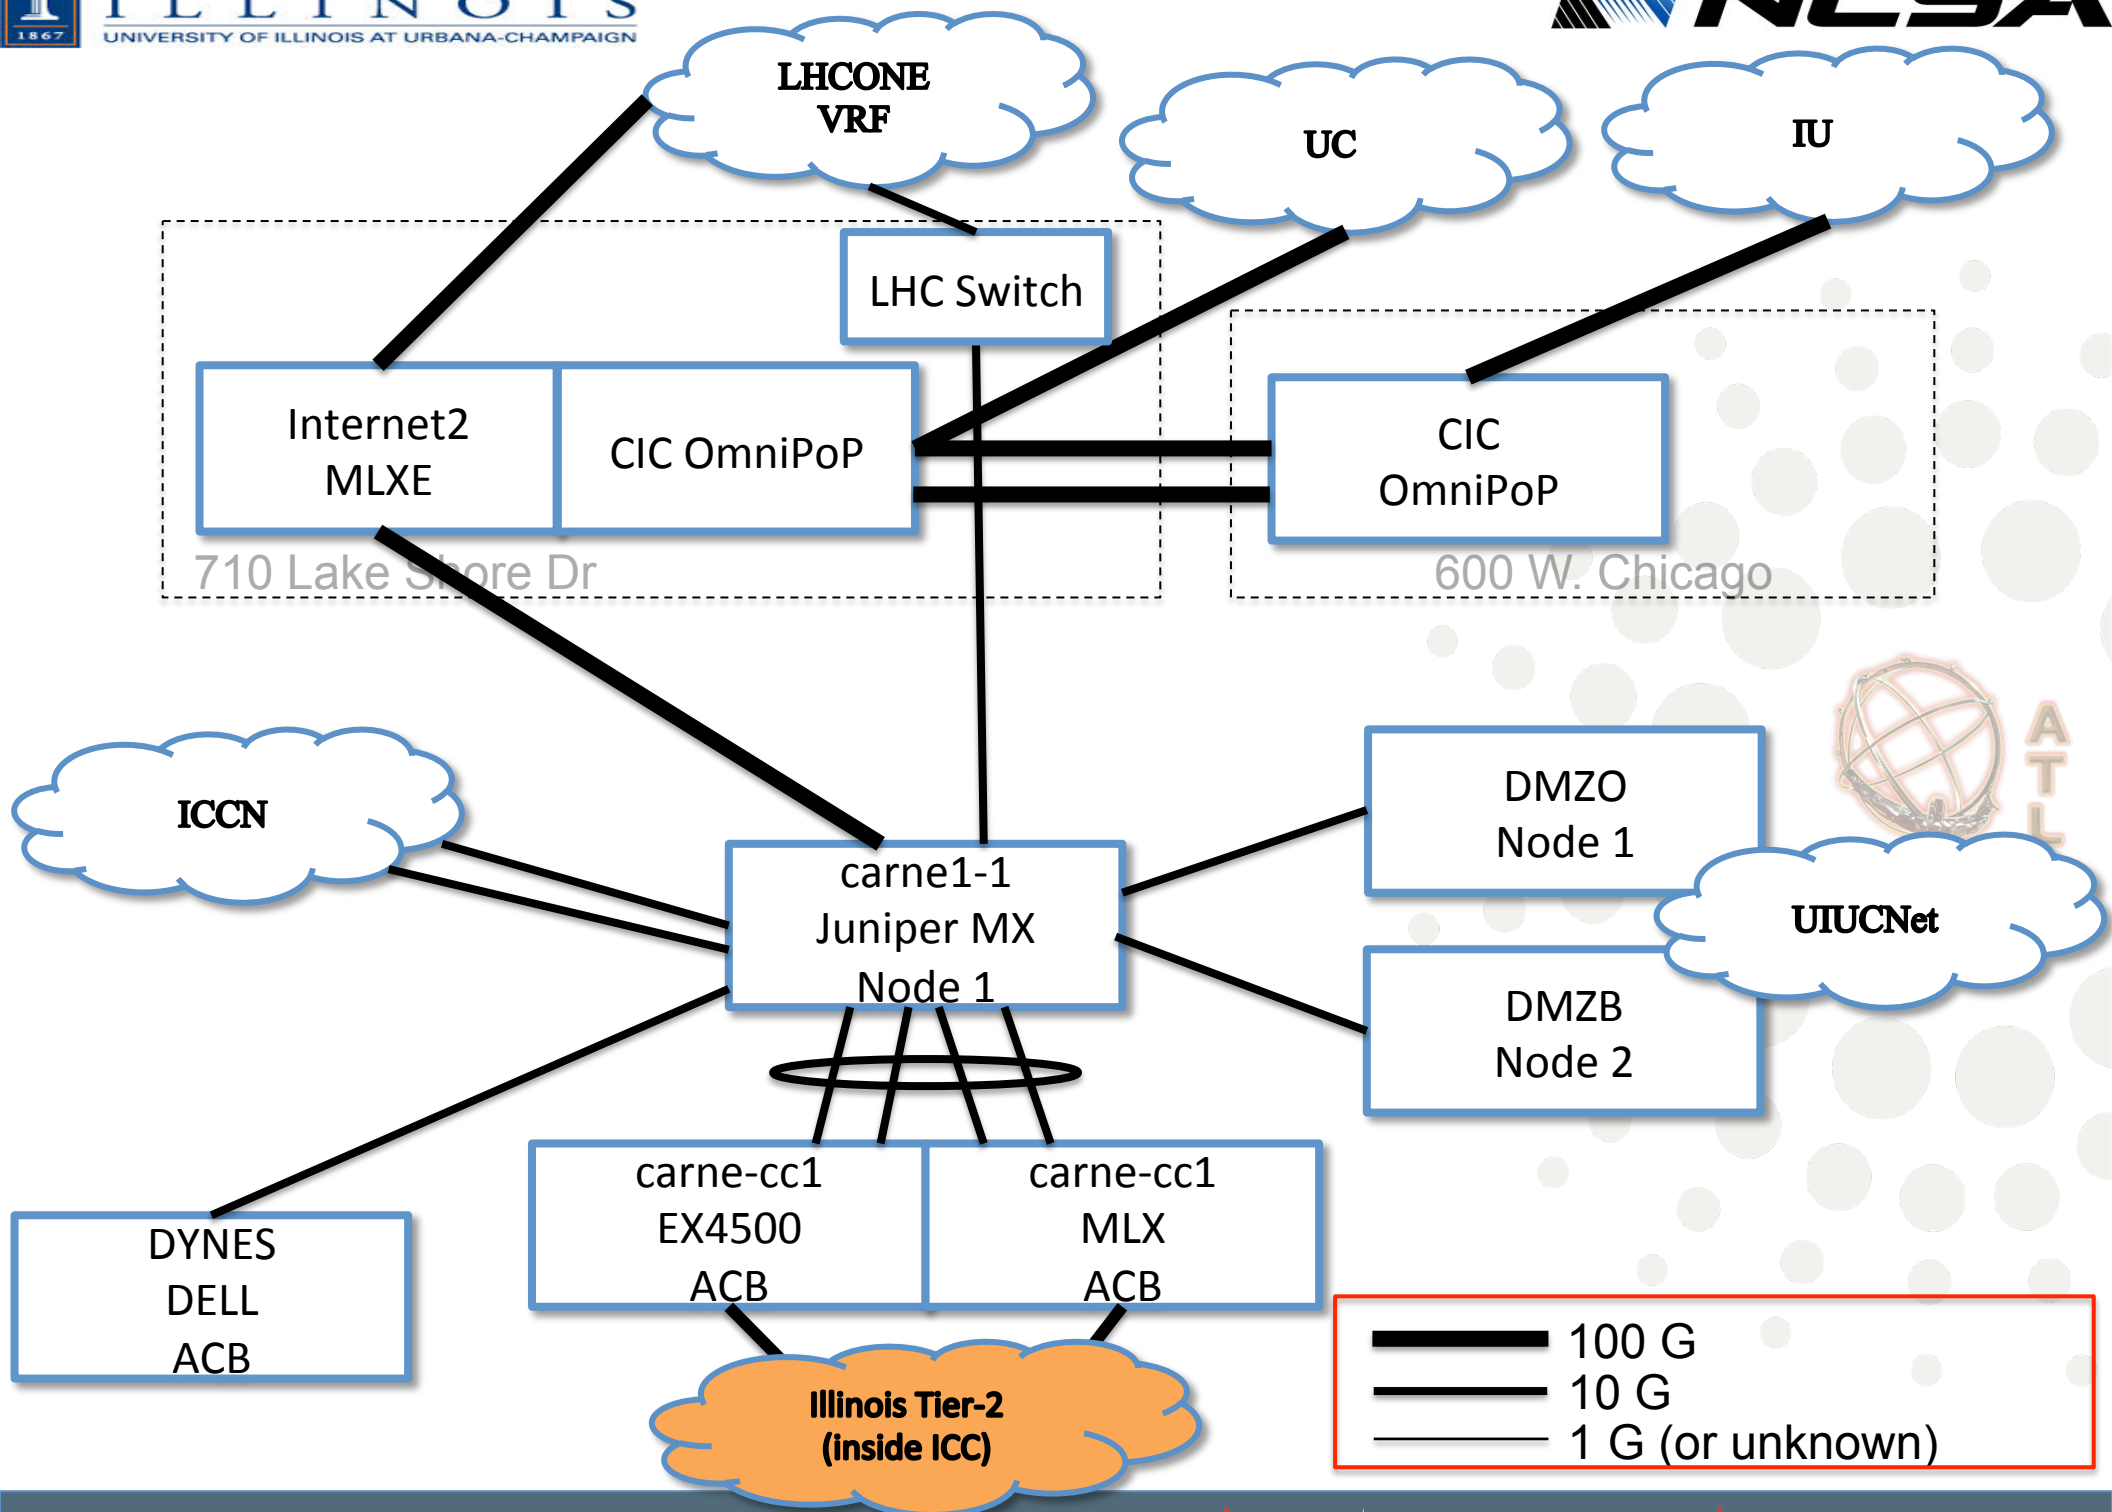 ILLINOIS
1867
UNIVERSITY OF ILLINOIS AT URBANA-CHAMPAIGN
NCSA
LHCONE
VRF
UC
IU
LHC Switch
Internet2
MLXE
CIC OmniPoP
CIC
OmniPoP
710 Lake Shore Dr
600 W. Chicago
ICCN
carne1-1
Juniper MX
Node 1
DMZO
Node 1
UIUCNet
DMZB
Node 2
ATL
DYNES
DELL
ACB
carne-cc1
EX4500
ACB
carne-cc1
MLX
ACB
Illinois Tier-2
(inside ICC)
100 G
10 G
1 G (or unknown)